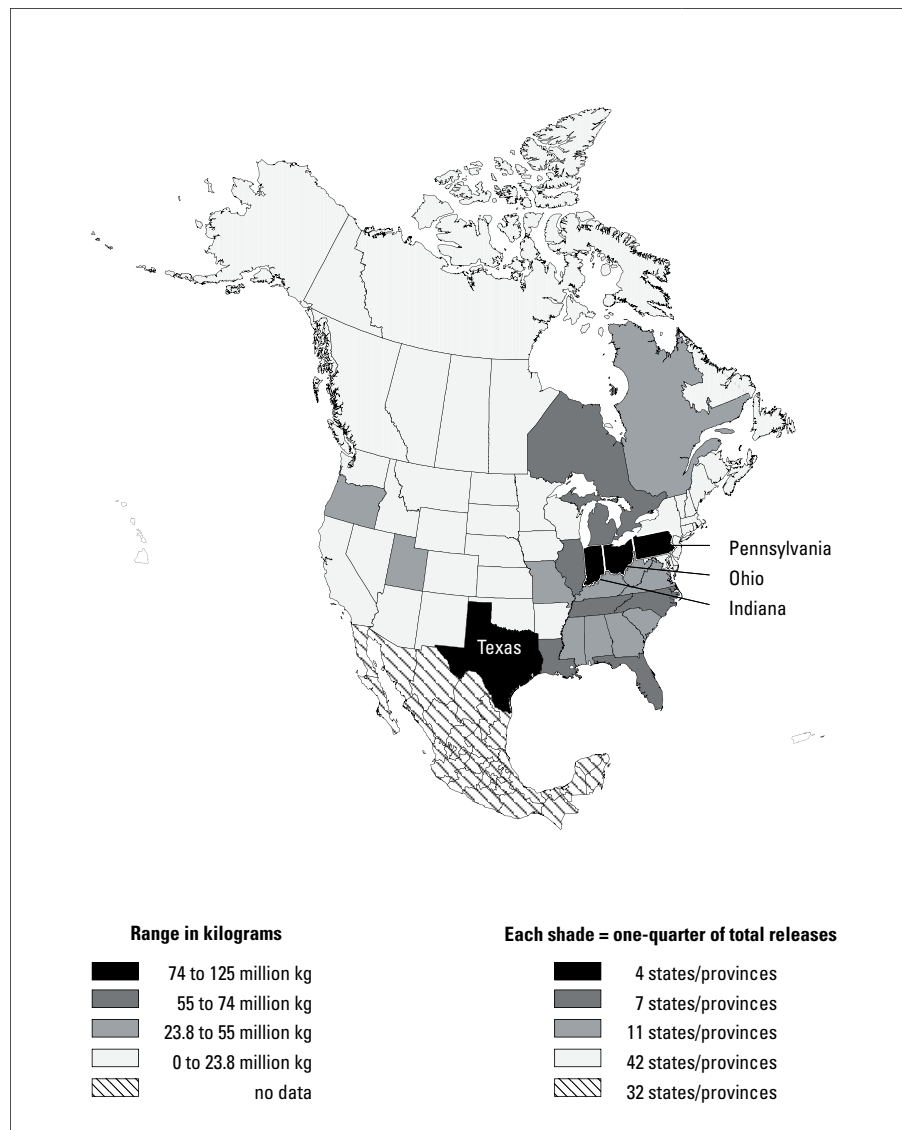 Pennsylvania
Ohio
Indiana
Texas
Range in kilograms
74 to 125 million kg
55 to 74 million kg
23.8 to 55 million kg
0 to 23.8 million kg
no data
Each shade = one-quarter of total releases
4 states/provinces
7 states/provinces
11 states/provinces
42 states/provinces
32 states/provinces